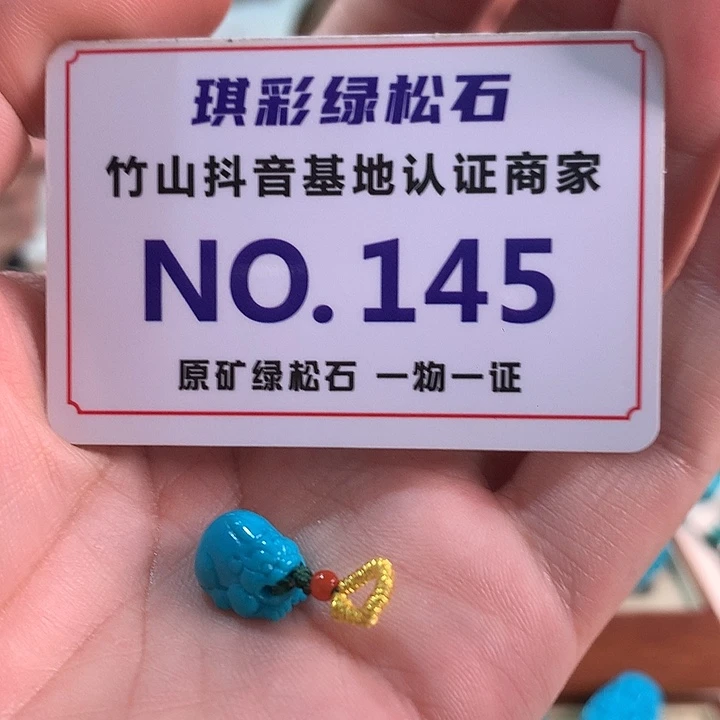 琪彩绿松石
竹山抖音基地认证商家
NO.145
原矿绿松石 一物一证